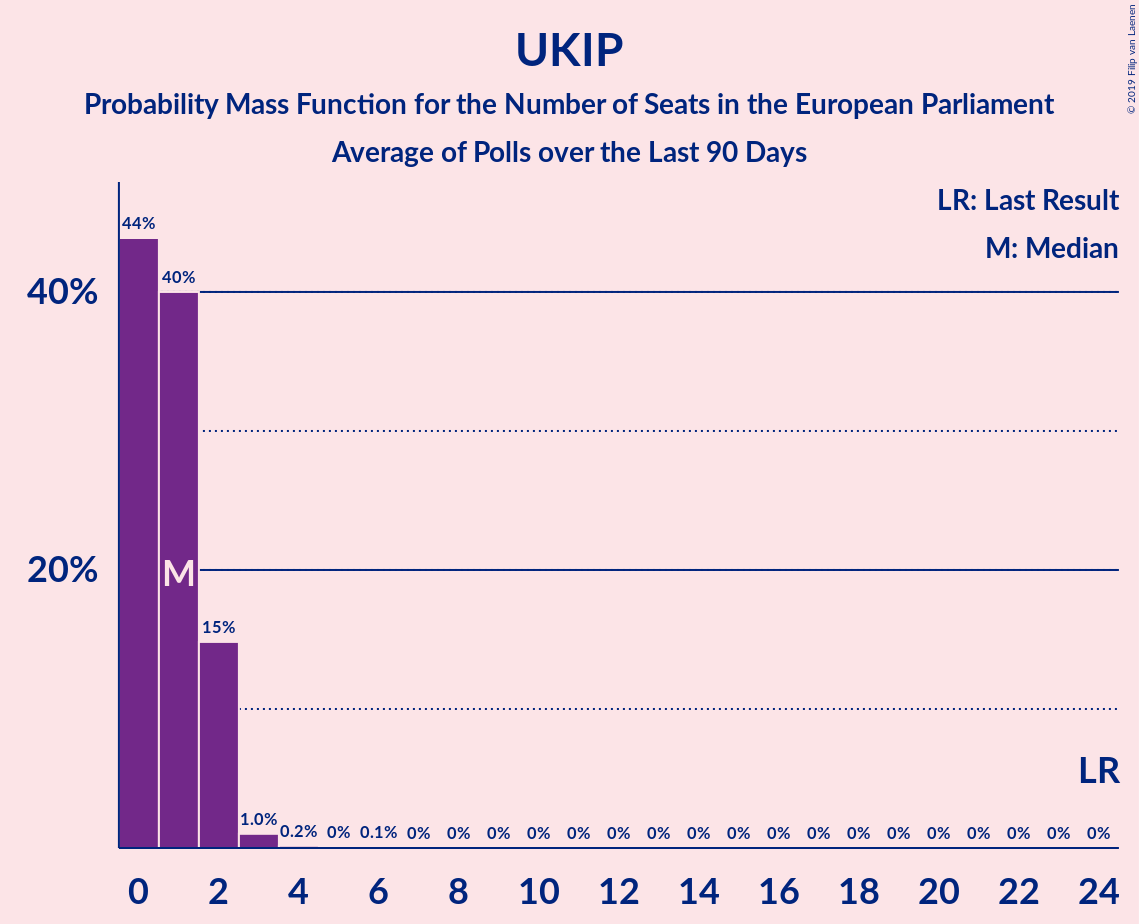 UKIP
Probability Mass Function for the Number of Seats in the European Parliament
Average of Polls over the Last 90 Days
© 2019 Filip van Laenen
LR: Last Result
M: Median
44%
40%
40%
20%
M
15%
LR
1.0% 0.2% 0% 0.1% 0% 0% 0% 0% 0% 0% 0% 0% 0% 0% 0% 0% 0% 0% 0% 0% 0% 0%
0 2 4 6 8 10 12 14 16 18 20 22 24